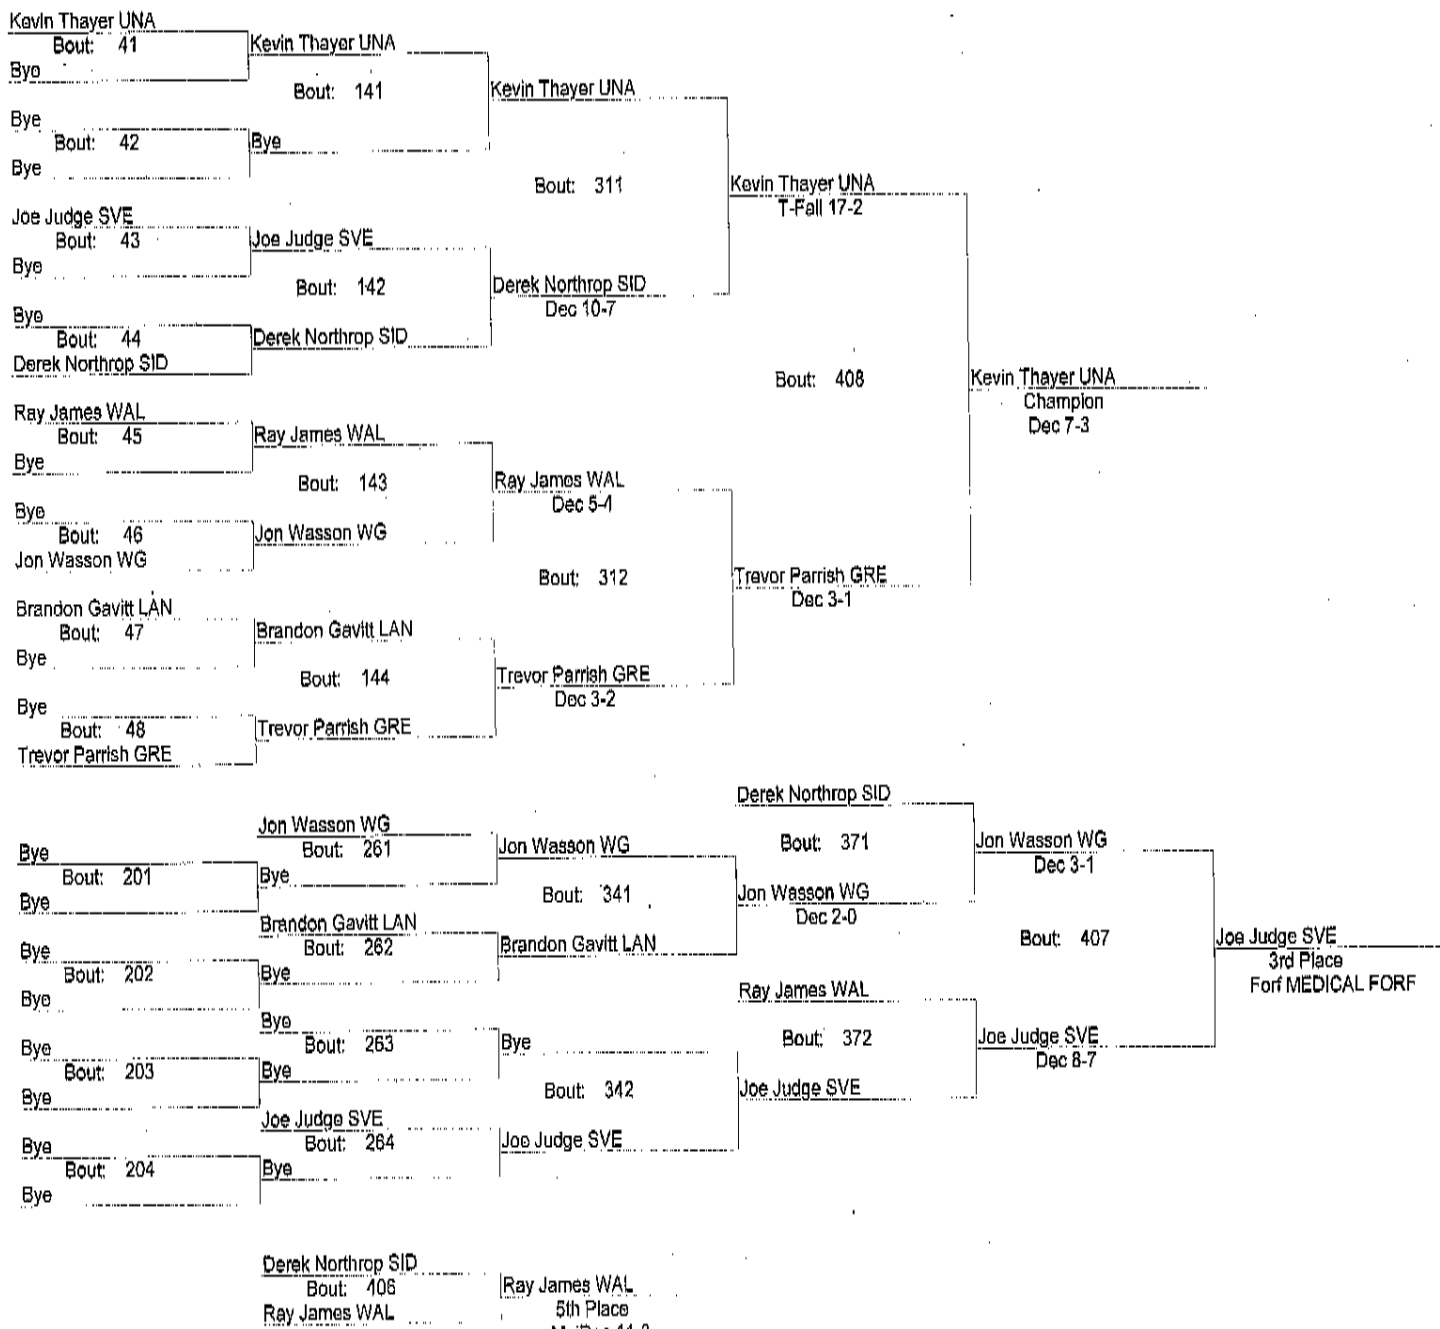 Kevin Thayer UNA
Bout: 41
Bye
Kevin Thayer UNA
Bout: 141
Kevin Thayer UNA
Bye
Bout: 42
Bye
Bye
Bout: 311
Kevin Thayer UNA
T-Fall 17-2
Joe Judge SVE
Bout: 43
Bye
Joe Judge SVE
Bout: 142
Derek Northrop SID
Dec 10-7
Bye
Bout: 44
Derek Northrop SID
Derek Northrop SID
Bout: 408
Kevin Thayer UNA
Champion
Dec 7-3
Ray James WAL
Bout: 45
Bye
Ray James WAL
Bout: 143
Ray James WAL
Dec 5-4
Bye
Bout: 46
Jon Wasson WG
Jon Wasson WG
Bout: 312
Trevor Parrish GRE
Dec 3-1
Brandon Gavitt LAN
Bout: 47
Bye
Brandon Gavitt LAN
Bout: 144
Trevor Parrish GRE
Dec 3-2
Bye
Bout: 48
Trevor Parrish GRE
Trevor Parrish GRE
Derek Northrop SID
Jon Wasson WG
Bout: 261
Bye
Jon Wasson WG
Bout: 371
Jon Wasson WG
Dec 3-1
Bye
Bout: 201
Bye
Bout: 341
Jon Wasson WG
Dec 2-0
Brandon Gavitt LAN
Bout: 262
Bye
Brandon Gavitt LAN
Bout: 407
Joe Judge SVE
3rd Place
Forf MEDICAL FORF
Bye
Bout: 202
Bye
Ray James WAL
Bye
Bout: 263
Bye
Bye
Bout: 372
Joe Judge SVE
Dec 8-7
Bye
Bout: 203
Bye
Bout: 342
Joe Judge SVE
Joe Judge SVE
Bout: 264
Bye
Joe Judge SVE
Bye
Bout: 204
Bye
Derek Northrop SID
Bout: 406
Ray James WAL
Ray James WAL
5th Place